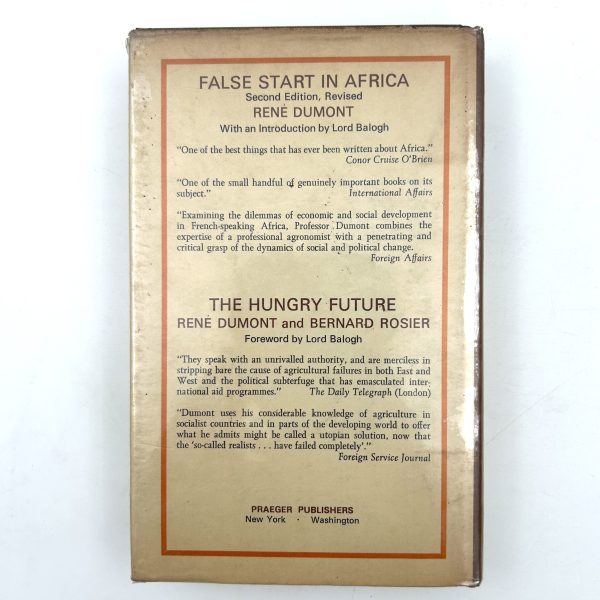 FALSE START IN AFRICA
Second Edition, Revised
RENÉ DUMONT
With an Introduction by Lord Balogh
“One of the best things that has ever been written about Africa.”
Conor Cruise O’Brien
“One of the small handful of genuinely important books on its
subject.” International Affairs
“Examining the dilemmas of economic and social development
in French-speaking Africa, Professor Dumont combines the
expertise of a professional agronomist with a penetrating and
critical grasp of the dynamics of social and political change.
Foreign Affairs
THE HUNGRY FUTURE
RENÉ DUMONT and BERNARD ROSIER
Foreword by Lord Balogh
“They speak with an unrivalled authority, and are merciless in
stripping bare the cause of agricultural failures in both East and
West and the political subterfuge that has emasculated inter-
national aid programmes.” The Daily Telegraph (London)
“Dumont uses his considerable knowledge of agriculture in
socialist countries and in parts of the developing world to offer
what he admits might be called a utopian solution, now that
the ‘so-called realists . . . have failed completely’.”
Foreign Service Journal
PRAEGER PUBLISHERS
New York · Washington